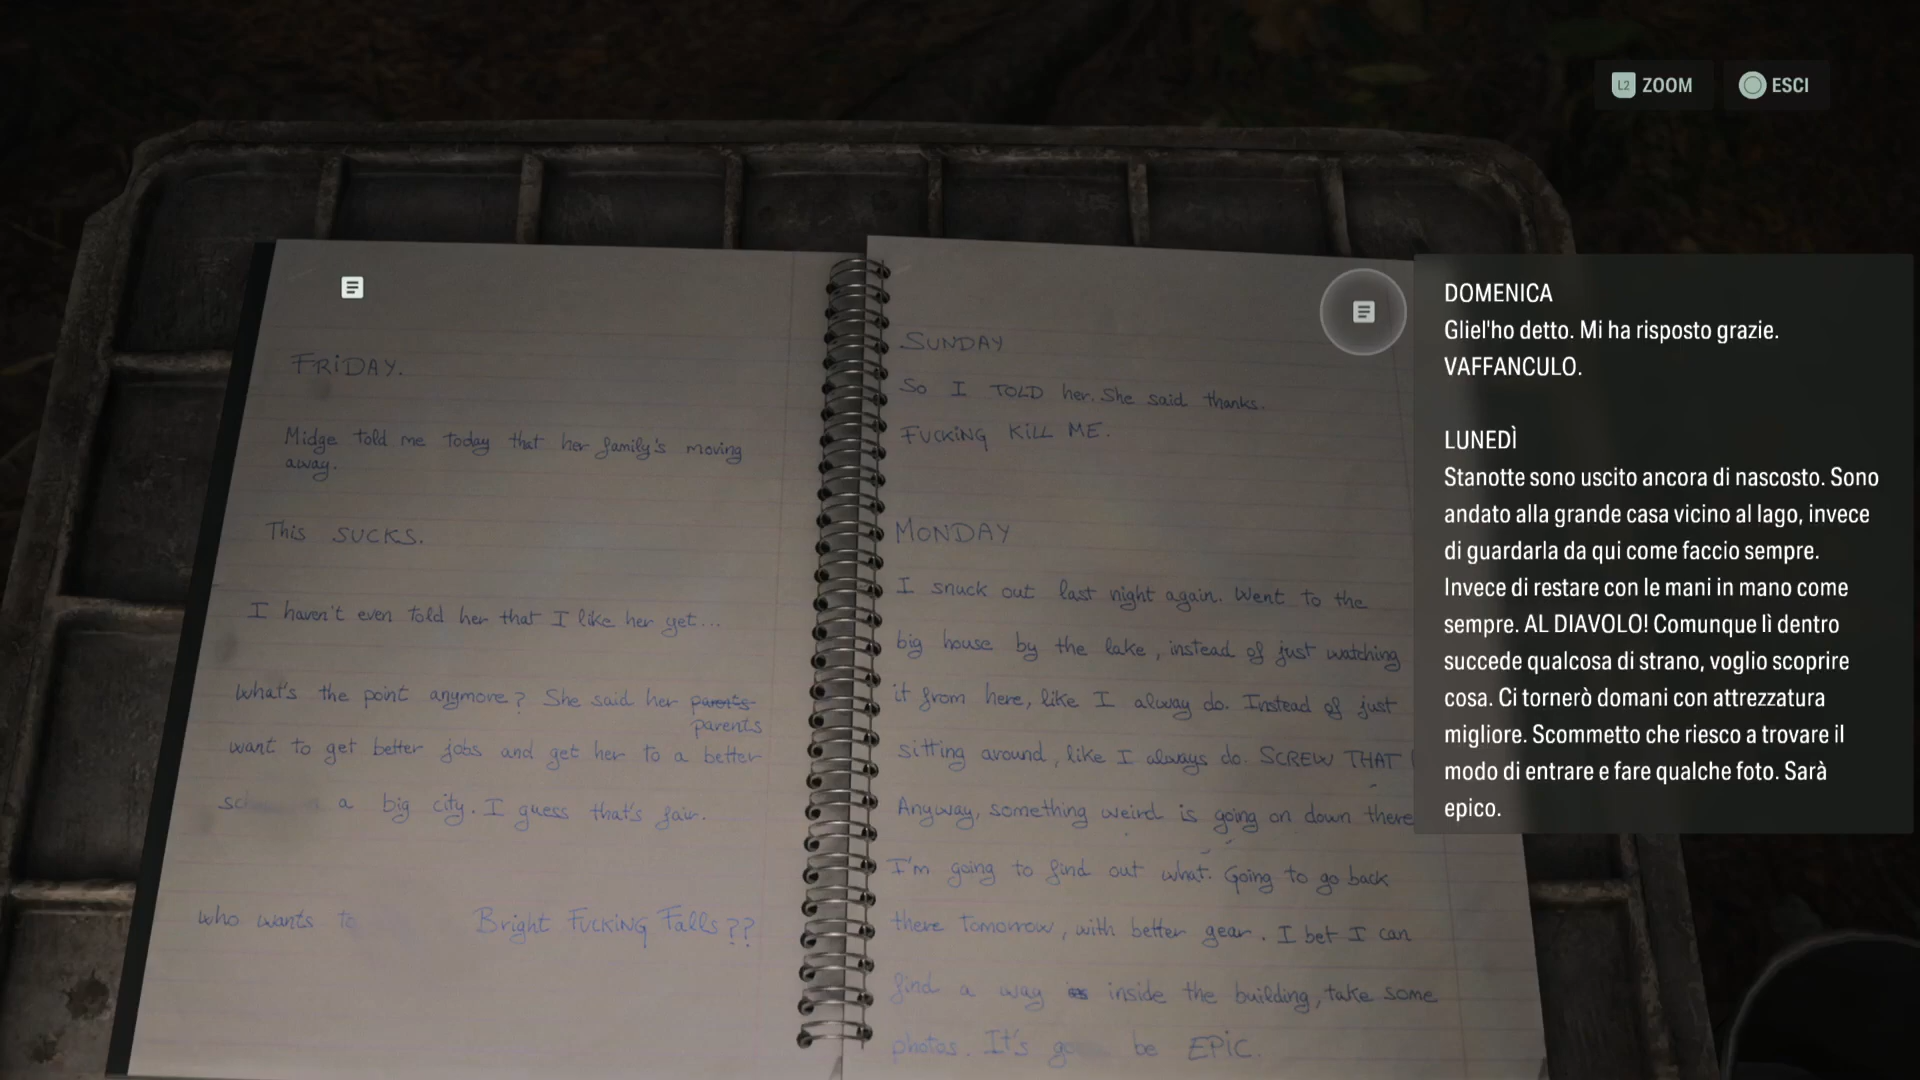 L2 ZOOM
ESCI
FRIDAY.
Midge told me today that her family's moving
away.
This SUCKS.
I haven't even told her that I like her yet...
What's the point anymore? She said her parents
parents
want to get better jobs and get her to a better
a big city. I guess that's fair.
who wants to Bright FUCKING Falls??
SUNDAY
So I TOLD her. She said thanks.
FUCKING KILL ME.
MONDAY
I snuck out last night again. Went to the
big house by the lake, instead of just watching
it from here, like I alway do. Instead of just
sitting around, like I always do. SCREW THAT
Anyway, something weird is going on down there
I'm going to find out what. Going to go back
there tomorrow, with better gear. I bet I can
find a way inside the building, take some
photos. It's be EPIC.
DOMENICA
Gliel'ho detto. Mi ha risposto grazie.
VAFFANCULO.
LUNEDÌ
Stanotte sono uscito ancora di nascosto. Sono
andato alla grande casa vicino al lago, invece
di guardarla da qui come faccio sempre.
Invece di restare con le mani in mano come
sempre. AL DIAVOLO! Comunque lì dentro
succede qualcosa di strano, voglio scoprire
cosa. Ci tornerò domani con attrezzatura
migliore. Scommetto che riesco a trovare il
modo di entrare e fare qualche foto. Sarà
epico.